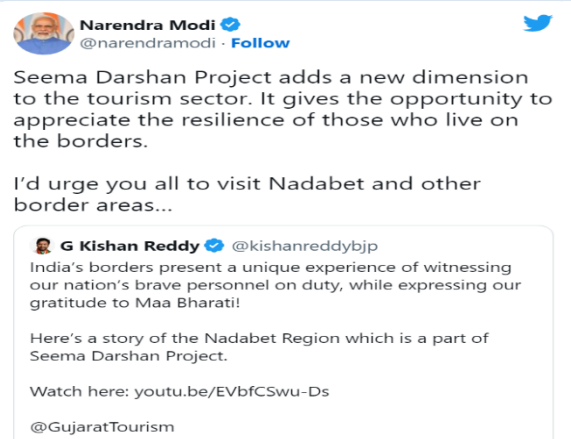 Narendra Modi
@narendramodi · Follow
Seema Darshan Project adds a new dimension
to the tourism sector. It gives the opportunity to
appreciate the resilience of those who live on
the borders.
I'd urge you all to visit Nadabet and other
border areas...
G Kishan Reddy @kishanreddybjp
India's borders present a unique experience of witnessing
our nation's brave personnel on duty, while expressing our
gratitude to Maa Bharati!
Here's a story of the Nadabet Region which is a part of
Seema Darshan Project.
Watch here: youtu.be/EVbfCSwu-Ds
@GujaratTourism